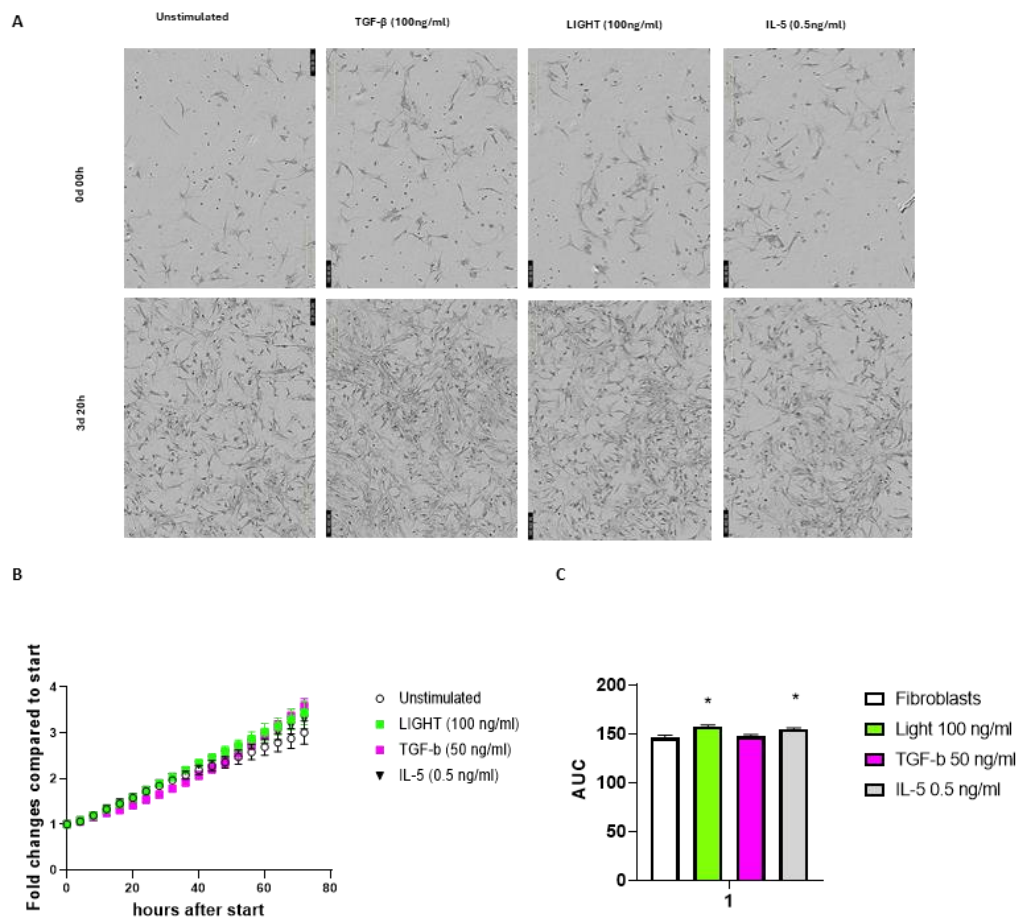 A
Unstimulated
TGF-β (100ng/ml)
LIGHT (100ng/ml)
IL-5 (0.5ng/ml)
0d 00h
3d 20h
B
Fold changes compared to start
4
3
2
1
0
0 20 40 60 80
hours after start
Unstimulated
LIGHT (100 ng/ml)
TGF-b (50 ng/ml)
IL-5 (0.5 ng/ml)
C
AUC
200
150
100
50
0
* *
1
Fibroblasts
Light 100 ng/ml
TGF-b 50 ng/ml
IL-5 0.5 ng/ml